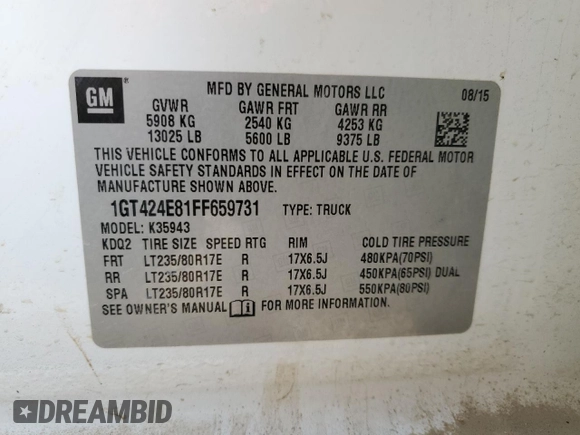 GM
MFD BY GENERAL MOTORS LLC 08/15
GVWR GAWR FRT GAWR RR
5908 KG 2540 KG 4253 KG
13025 LB 5600 LB 9375 LB
THIS VEHICLE CONFORMS TO ALL APPLICABLE U.S. FEDERAL MOTOR
VEHICLE SAFETY STANDARDS IN EFFECT ON THE DATE OF
MANUFACTURE SHOWN ABOVE.
1GT424E81FF659731 TYPE: TRUCK
MODEL: K35943
KDQ2 TIRE SIZE SPEED RTG RIM COLD TIRE PRESSURE
FRT LT235/80R17E R 17X6.5J 480KPA(70PSI)
RR LT235/80R17E R 17X6.5J 450KPA(65PSI) DUAL
SPA LT235/80R17E R 17X6.5J 550KPA(80PSI)
SEE OWNER'S MANUAL FOR MORE INFORMATION.
DREAMBID